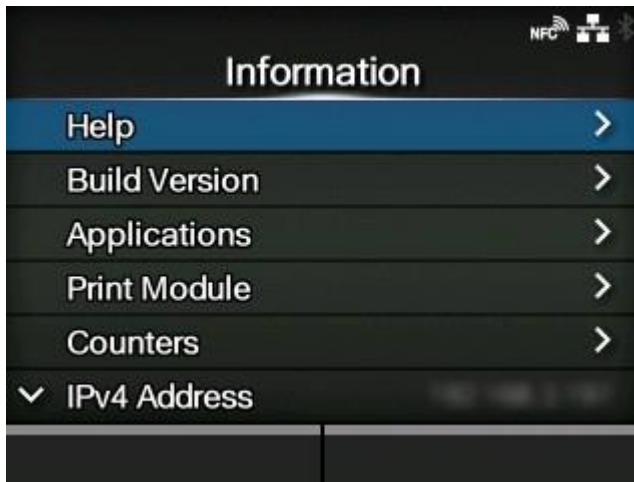 NFC
Information
Help
Build Version
Applications
Print Module
Counters
IPv4 Address